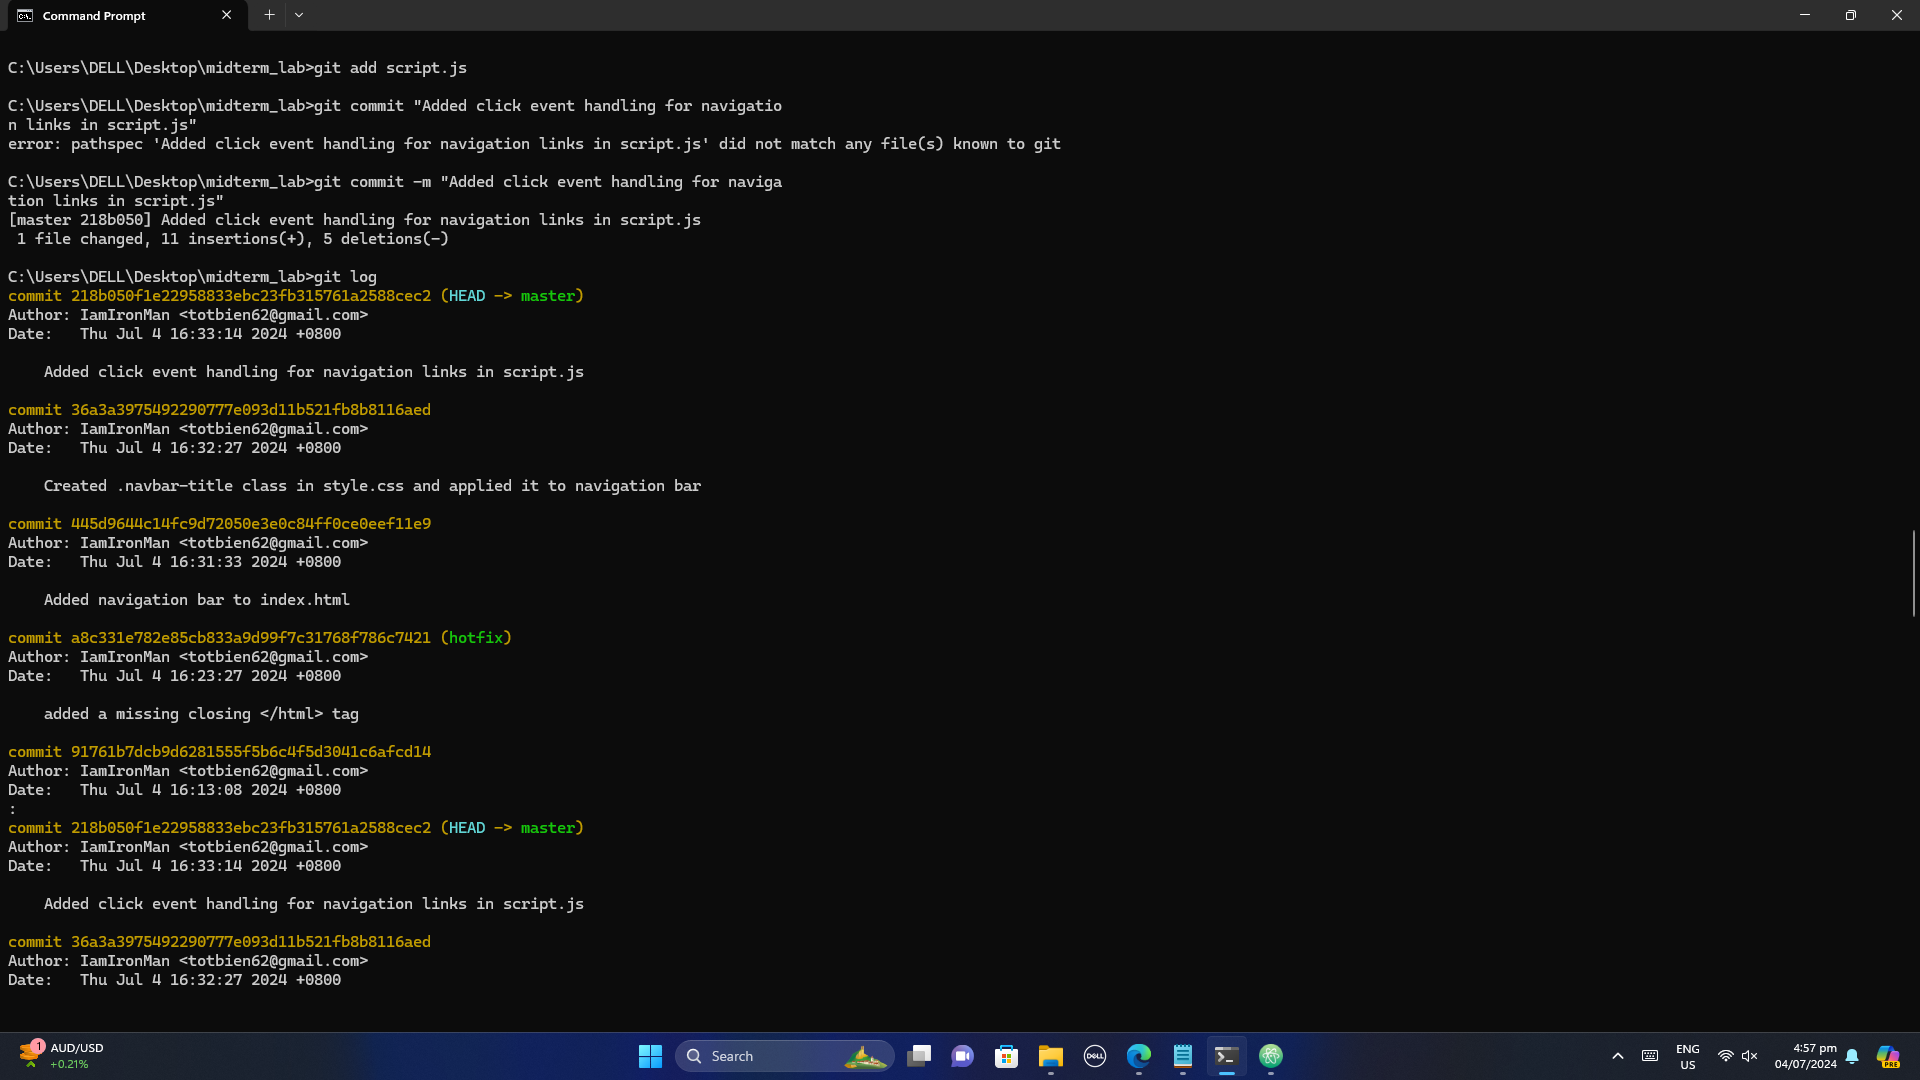 Command Prompt
C:\Users\DELL\Desktop\midterm_lab>git add script.js
C:\Users\DELL\Desktop\midterm_lab>git commit "Added click event handling for navigatio
n links in script.js"
error: pathspec 'Added click event handling for navigation links in script.js' did not match any file(s) known to git
C:\Users\DELL\Desktop\midterm_lab>git commit -m "Added click event handling for naviga
tion links in script.js"
[master 218b050] Added click event handling for navigation links in script.js
 1 file changed, 11 insertions(+), 5 deletions(-)
C:\Users\DELL\Desktop\midterm_lab>git log
commit 218b050f1e22958833ebc23fb315761a2588cec2 (HEAD -> master)
Author: IamIronMan <totbien62@gmail.com>
Date:   Thu Jul 4 16:33:14 2024 +0800
    Added click event handling for navigation links in script.js
commit 36a3a3975492290777e093d11b521fb8b8116aed
Author: IamIronMan <totbien62@gmail.com>
Date:   Thu Jul 4 16:32:27 2024 +0800
    Created .navbar-title class in style.css and applied it to navigation bar
commit 445d9644c14fc9d72050e3e0c84ff0ce0eef11e9
Author: IamIronMan <totbien62@gmail.com>
Date:   Thu Jul 4 16:31:33 2024 +0800
    Added navigation bar to index.html
commit a8c331e782e85cb833a9d99f7c31768f786c7421 (hotfix)
Author: IamIronMan <totbien62@gmail.com>
Date:   Thu Jul 4 16:23:27 2024 +0800
    added a missing closing </html> tag
commit 91761b7dcb9d6281555f5b6c4f5d3041c6afcd14
Author: IamIronMan <totbien62@gmail.com>
Date:   Thu Jul 4 16:13:08 2024 +0800
:
commit 218b050f1e22958833ebc23fb315761a2588cec2 (HEAD -> master)
Author: IamIronMan <totbien62@gmail.com>
Date:   Thu Jul 4 16:33:14 2024 +0800
    Added click event handling for navigation links in script.js
commit 36a3a3975492290777e093d11b521fb8b8116aed
Author: IamIronMan <totbien62@gmail.com>
Date:   Thu Jul 4 16:32:27 2024 +0800
1
AUD/USD
+0.21%
Search
DELL
ENG
US
4:57 pm
04/07/2024
PRE